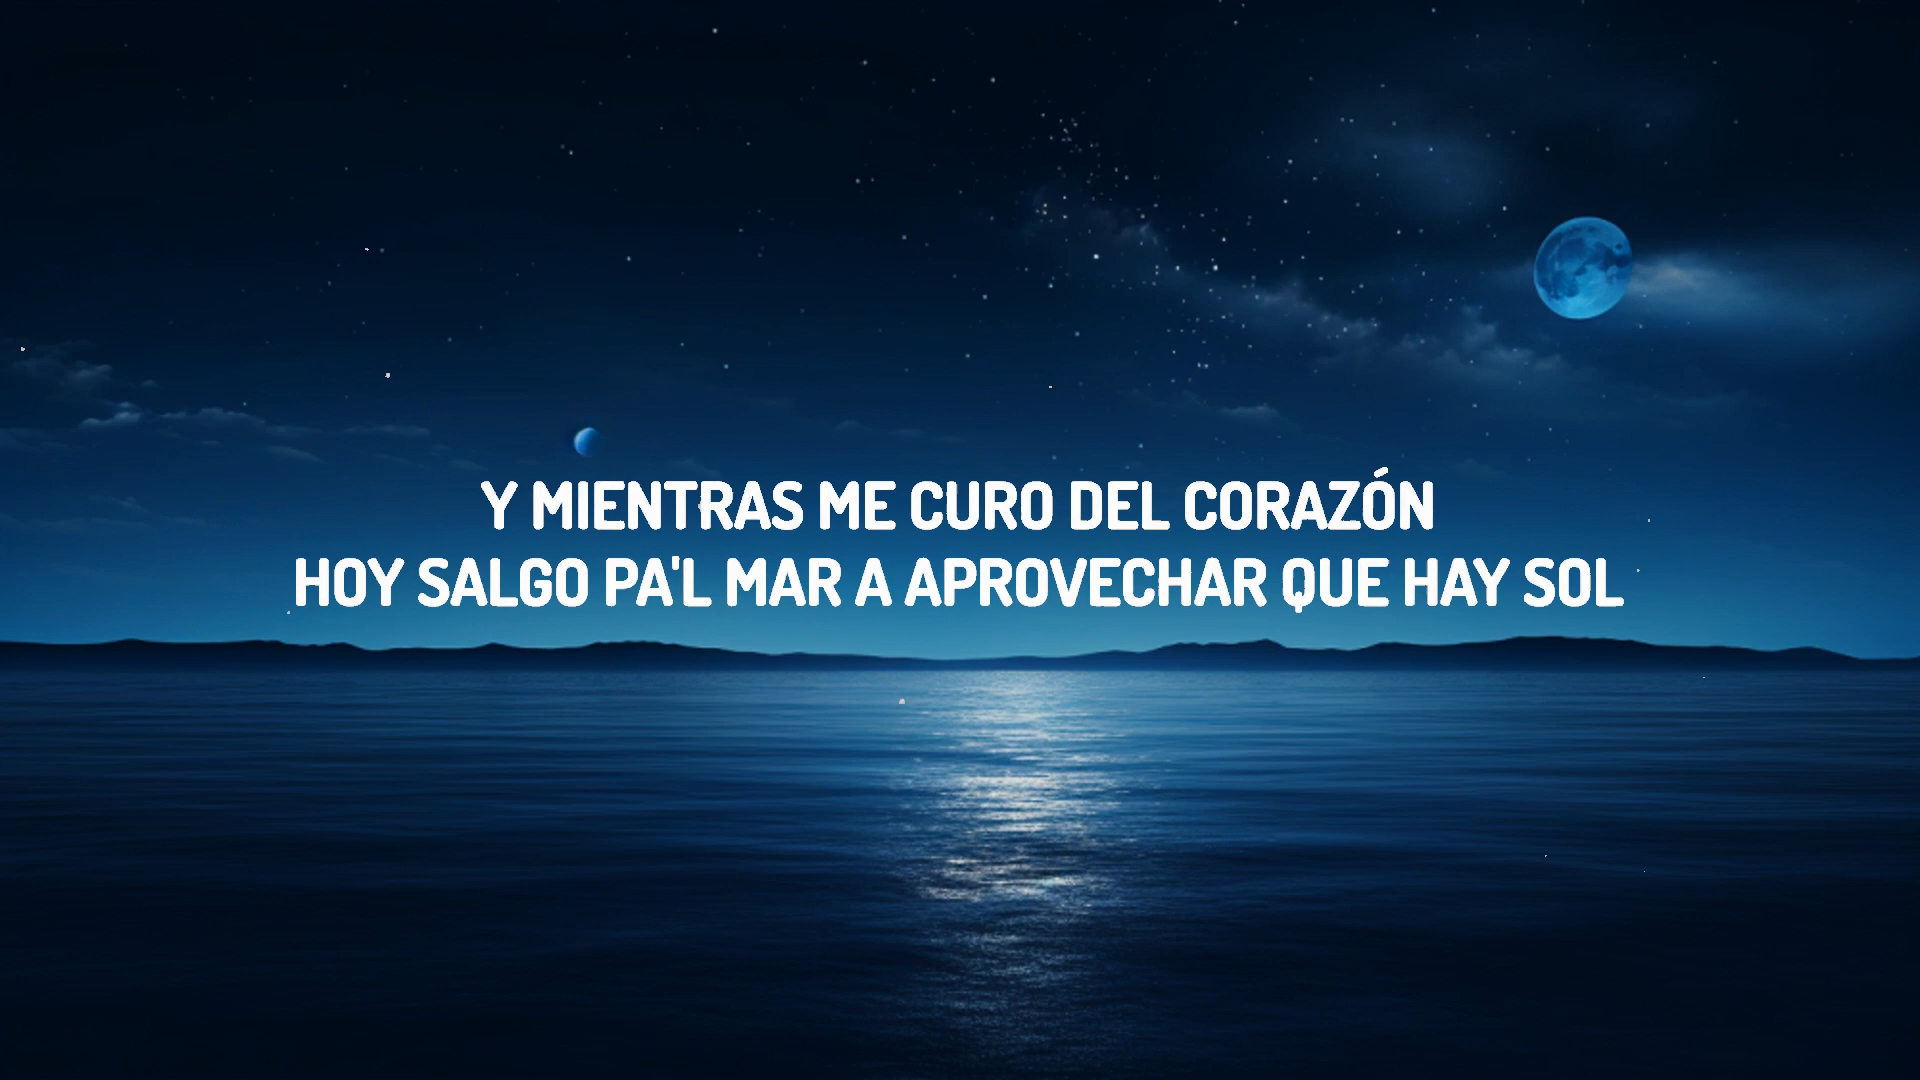 Y MIENTRAS ME CURO DEL CORAZÓN
HOY SALGO PA'L MAR A APROVECHAR QUE HAY SOL